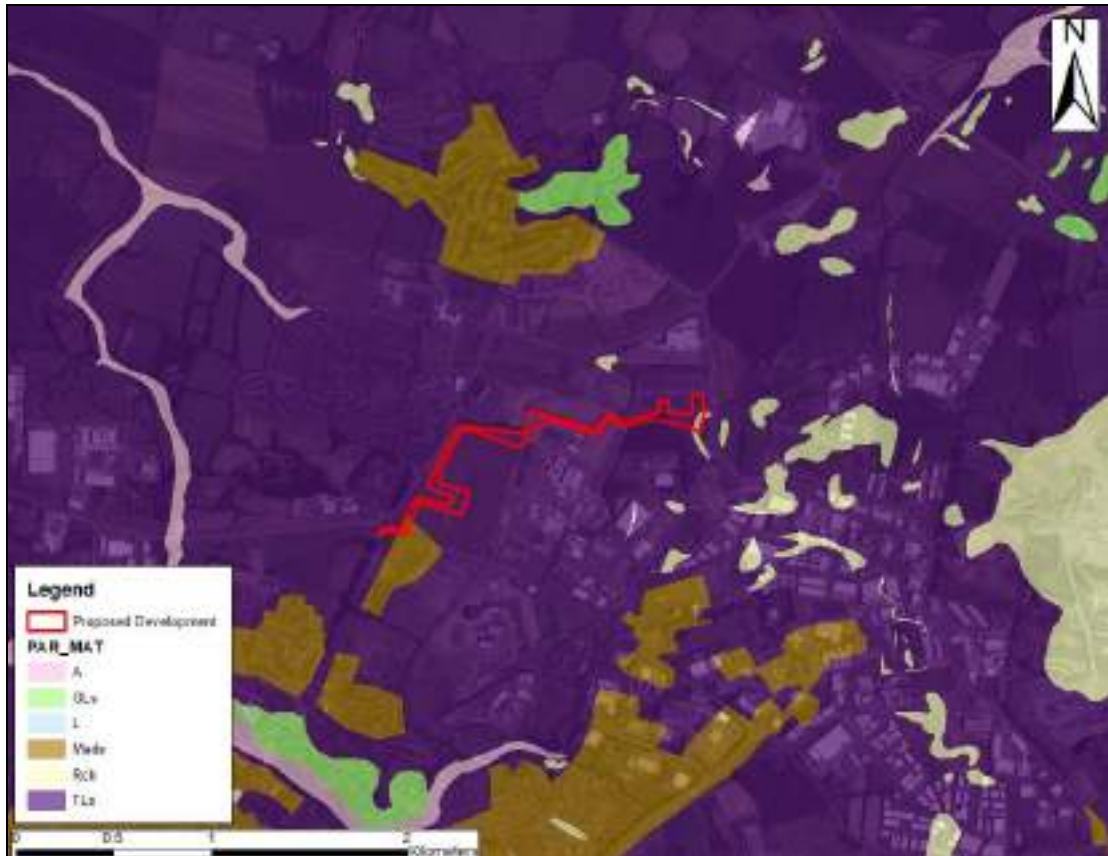 N
Legend
Proposed Development
PAR_MAT
A
GLs
L
Made
Rck
TLs
0 0.5 1 2
Kilometers